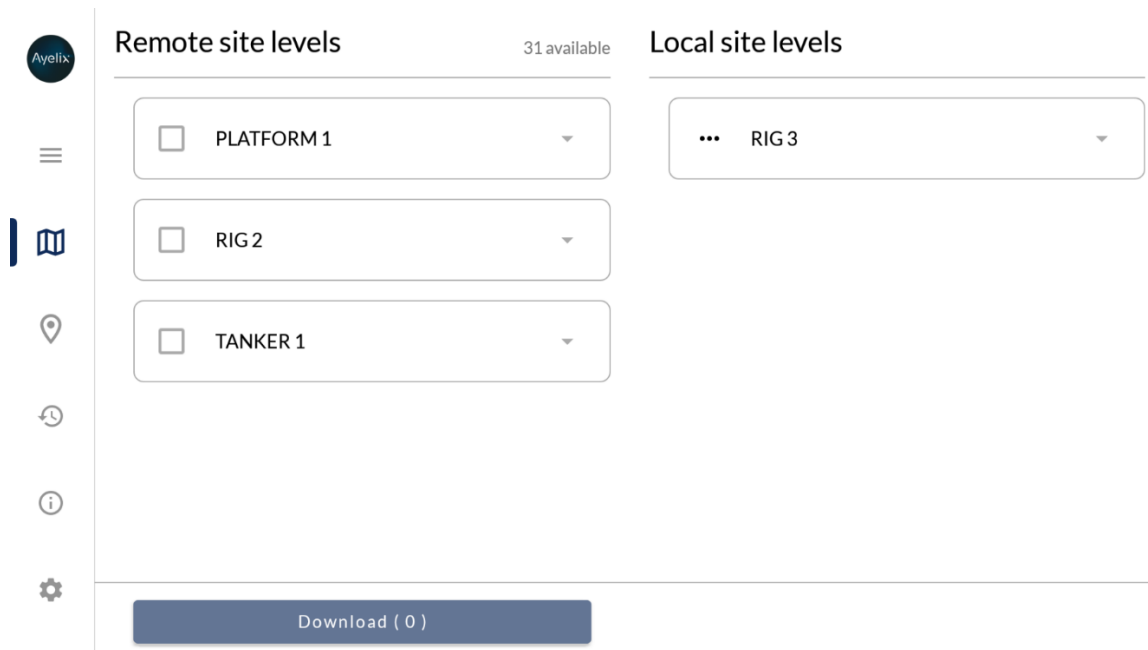 Ayelix
Remote site levels
31 available
PLATFORM 1
RIG 2
TANKER 1
Local site levels
RIG 3
Download ( 0 )